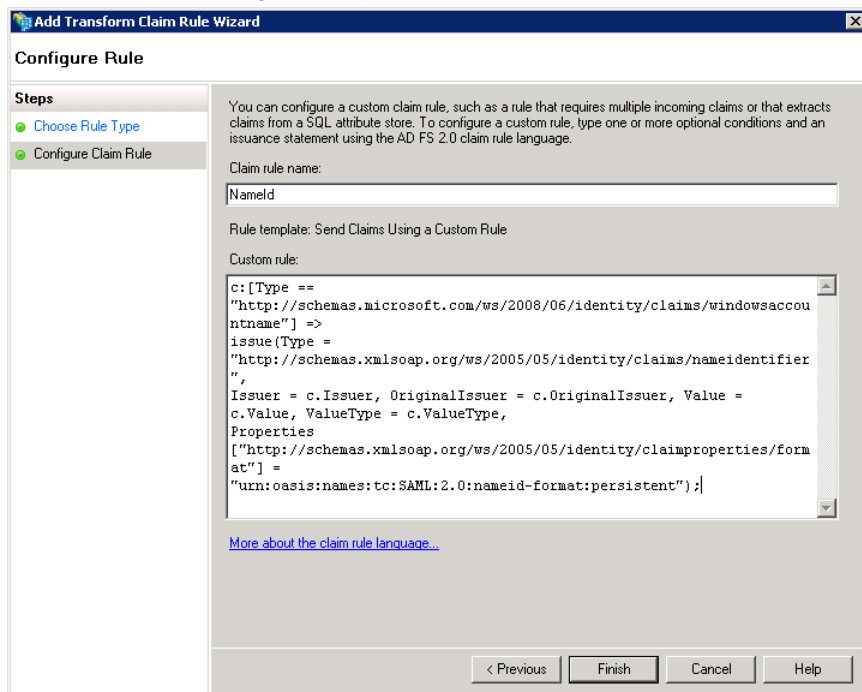 Add Transform Claim Rule Wizard
Configure Rule
Steps
Choose Rule Type
Configure Claim Rule
You can configure a custom claim rule, such as a rule that requires multiple incoming claims or that extracts
claims from a SQL attribute store. To configure a custom rule, type one or more optional conditions and an
issuance statement using the AD FS 2.0 claim rule language.
Claim rule name:
NameId
Rule template: Send Claims Using a Custom Rule
Custom rule:
c:[Type ==
"http://schemas.microsoft.com/ws/2008/06/identity/claims/windowsaccou
ntname"] =>
issue(Type =
"http://schemas.xmlsoap.org/ws/2005/05/identity/claims/nameidentifier
",
Issuer = c.Issuer, OriginalIssuer = c.OriginalIssuer, Value =
c.Value, ValueType = c.ValueType,
Properties
["http://schemas.xmlsoap.org/ws/2005/05/identity/claimproperties/form
at"] =
"urn:oasis:names:tc:SAML:2.0:nameid-format:persistent");
More about the claim rule language...
< Previous
Finish
Cancel
Help